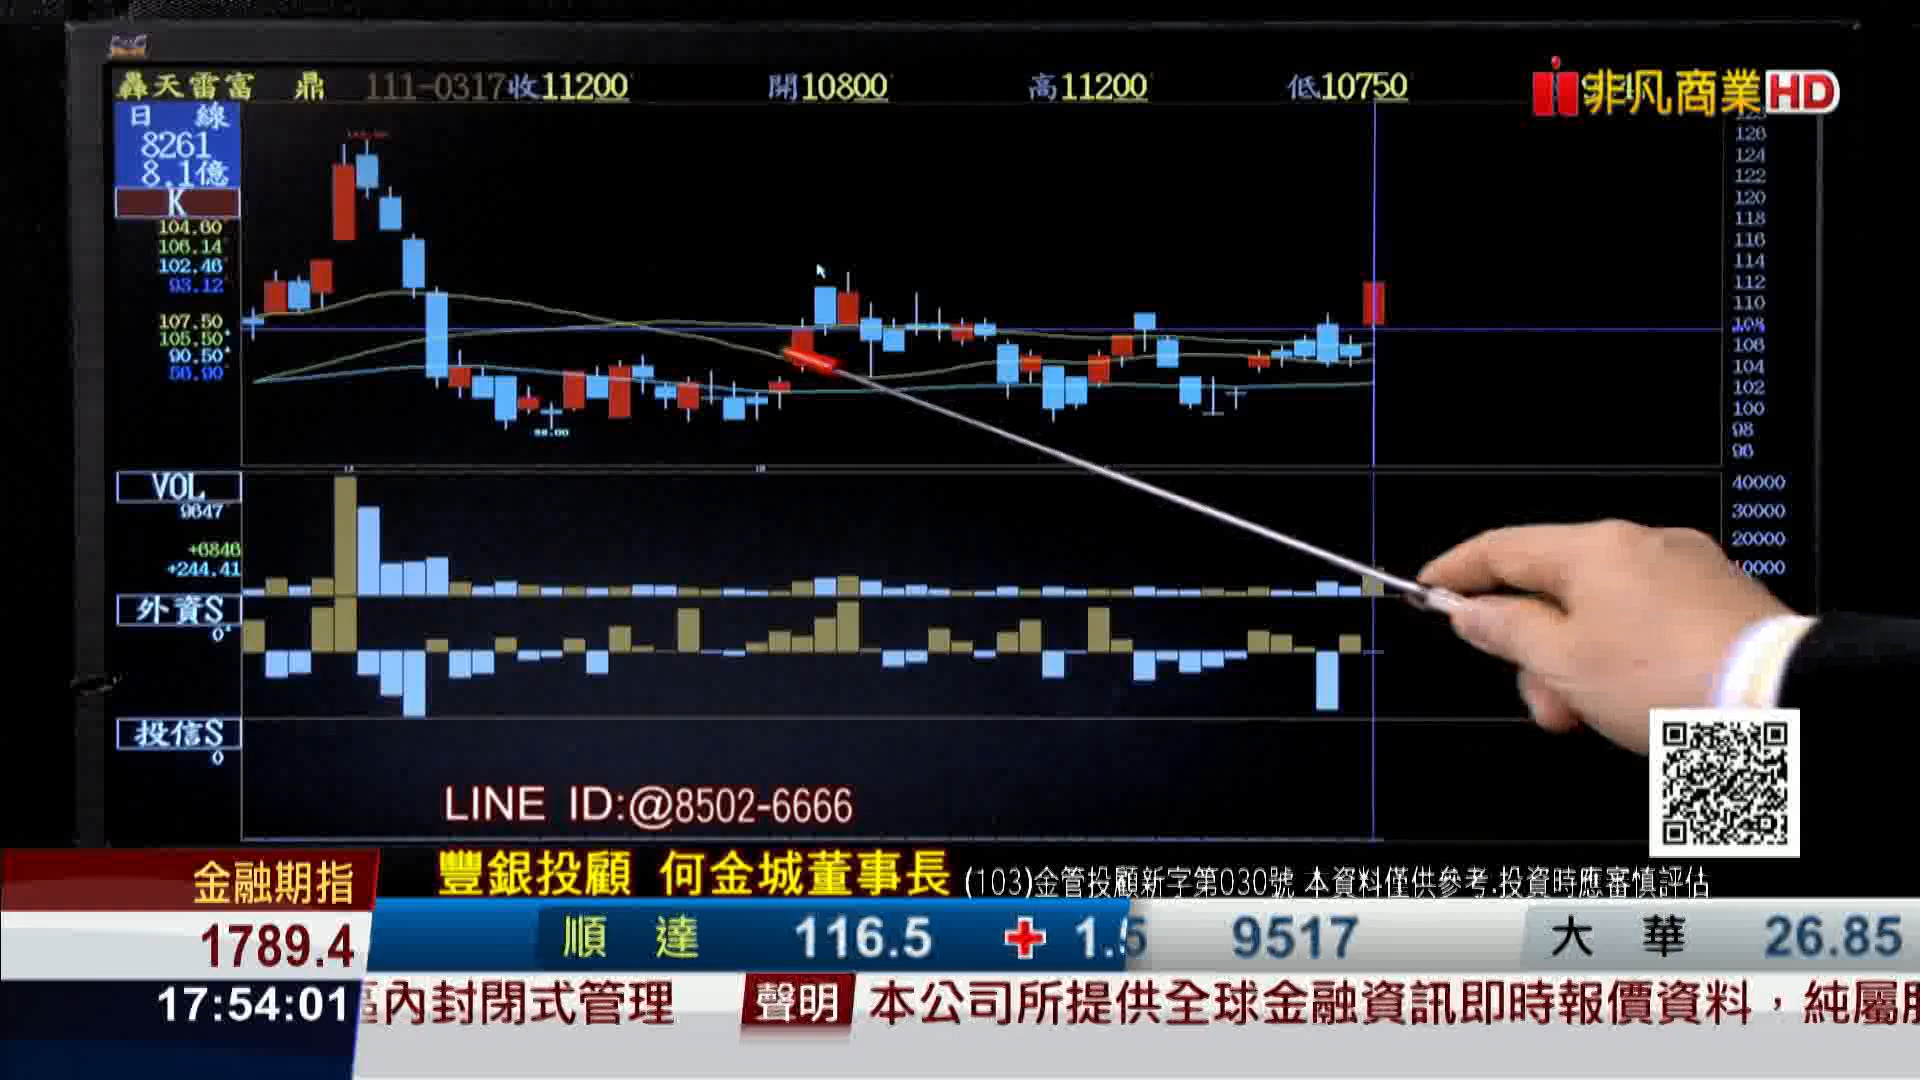 轟天雷富 鼎 111-0317收11200 開10800 高11200 低10750
非凡商業HD
日 線
8261
8.1億
K
104.60
106.14
102.46
93.12
107.50
105.50
90.50
126
124
122
120
118
116
114
112
110
108
106
104
102
100
98
96
98.00
VOL
9647
+6846
+244.41
40000
30000
20000
10000
外資S
0
投信S
0
LINE ID:@8502-6666
豐銀投顧 何金城董事長 (103)金管投顧新字第030號 本資料僅供參考.投資時應審慎評估
金融期指
1789.4
順 達 116.5 1.5 9517 大 華 26.85
17:54:01
區內封閉式管理 聲明 本公司所提供全球金融資訊即時報價資料，純屬